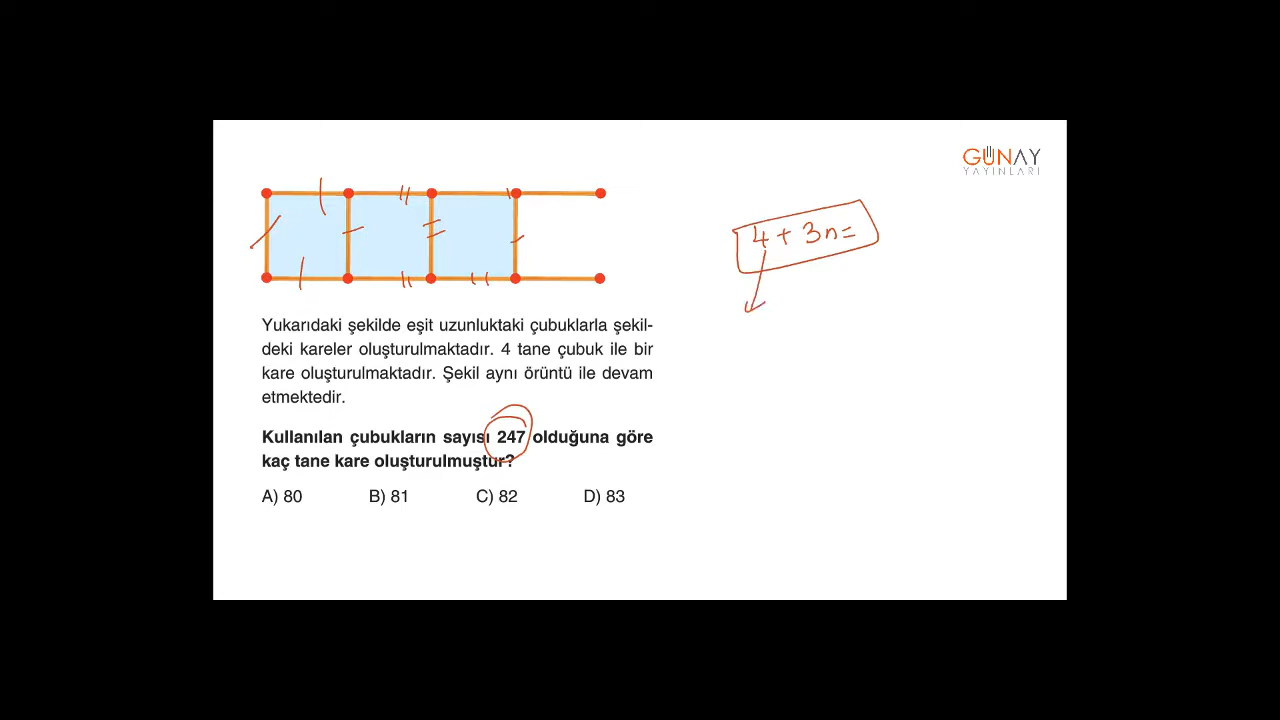 GÜNAY
YAYINLARI
4 + 3n =
Yukarıdaki şekilde eşit uzunluktaki çubuklarla şekil-
deki kareler oluşturulmaktadır. 4 tane çubuk ile bir
kare oluşturulmaktadır. Şekil aynı örüntü ile devam
etmektedir.
Kullanılan çubukların sayısı 247 olduğuna göre
kaç tane kare oluşturulmuştur?
A) 80 B) 81 C) 82 D) 83